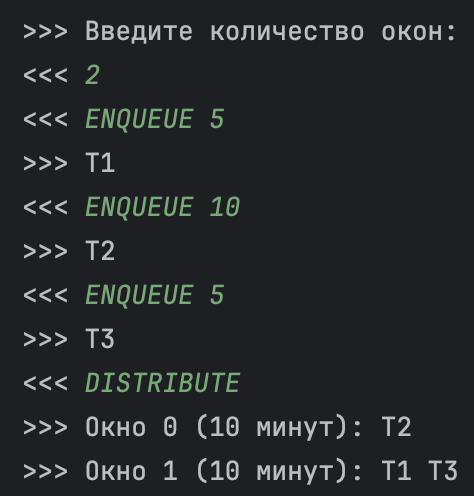 >>> Введите количество окон:
<<< 2
<<< ENQUEUE 5
>>> T1
<<< ENQUEUE 10
>>> T2
<<< ENQUEUE 5
>>> T3
<<< DISTRIBUTE
>>> Окно 0 (10 минут): T2
>>> Окно 1 (10 минут): T1 T3